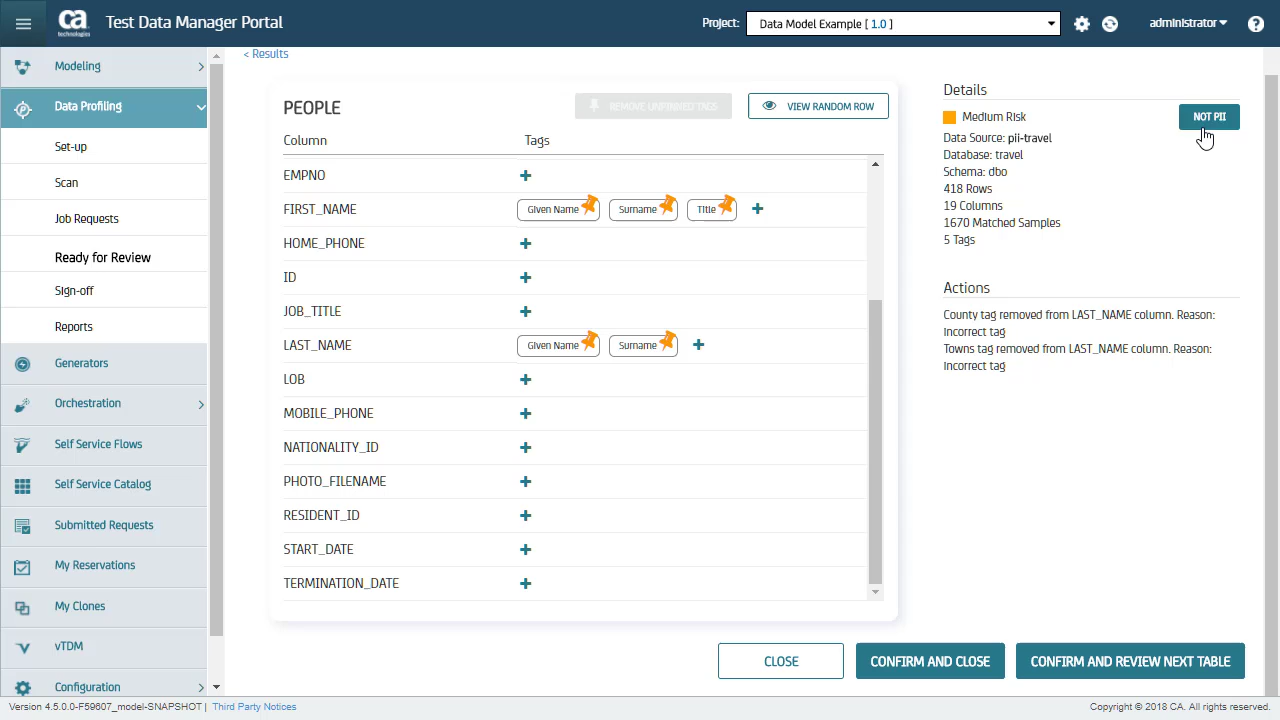 ca technologies Test Data Manager Portal
Project: Data Model Example [ 1.0 ]
administrator
?
Modeling
Data Profiling
Set-up
Scan
Job Requests
Ready for Review
Sign-off
Reports
Generators
Orchestration
Self Service Flows
Self Service Catalog
Submitted Requests
My Reservations
My Clones
vTDM
Configuration
< Results
PEOPLE
REMOVE UNPINNED TAGS
VIEW RANDOM ROW
Column Tags
EMPNO
FIRST_NAME Given Name Surname Title
HOME_PHONE
ID
JOB_TITLE
LAST_NAME Given Name Surname
LOB
MOBILE_PHONE
NATIONALITY_ID
PHOTO_FILENAME
RESIDENT_ID
START_DATE
TERMINATION_DATE
Details
Medium Risk
NOT PII
Data Source: pii-travel
Database: travel
Schema: dbo
418 Rows
19 Columns
1670 Matched Samples
5 Tags
Actions
County tag removed from LAST_NAME column. Reason:
Incorrect tag
Towns tag removed from LAST_NAME column. Reason:
Incorrect tag
CLOSE
CONFIRM AND CLOSE
CONFIRM AND REVIEW NEXT TABLE
Version 4.5.0.0-F59607_model-SNAPSHOT | Third Party Notices
Copyright © 2018 CA. All rights reserved.